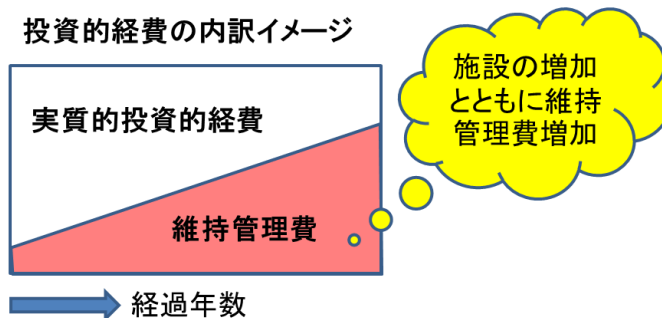 投資的経費の内訳イメージ
実質的投資的経費
維持管理費
経過年数
施設の増加
とともに維持
管理費増加